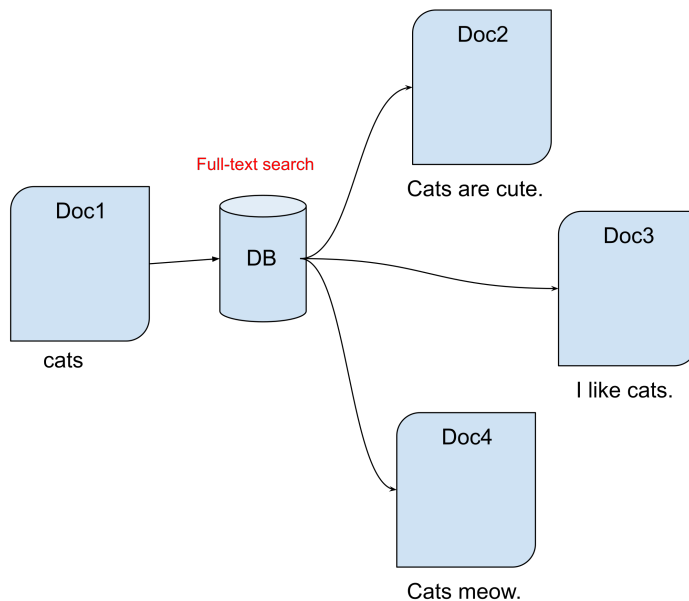 Doc2
Cats are cute.
Full-text search
Doc1
DB
cats
Doc3
I like cats.
Doc4
Cats meow.